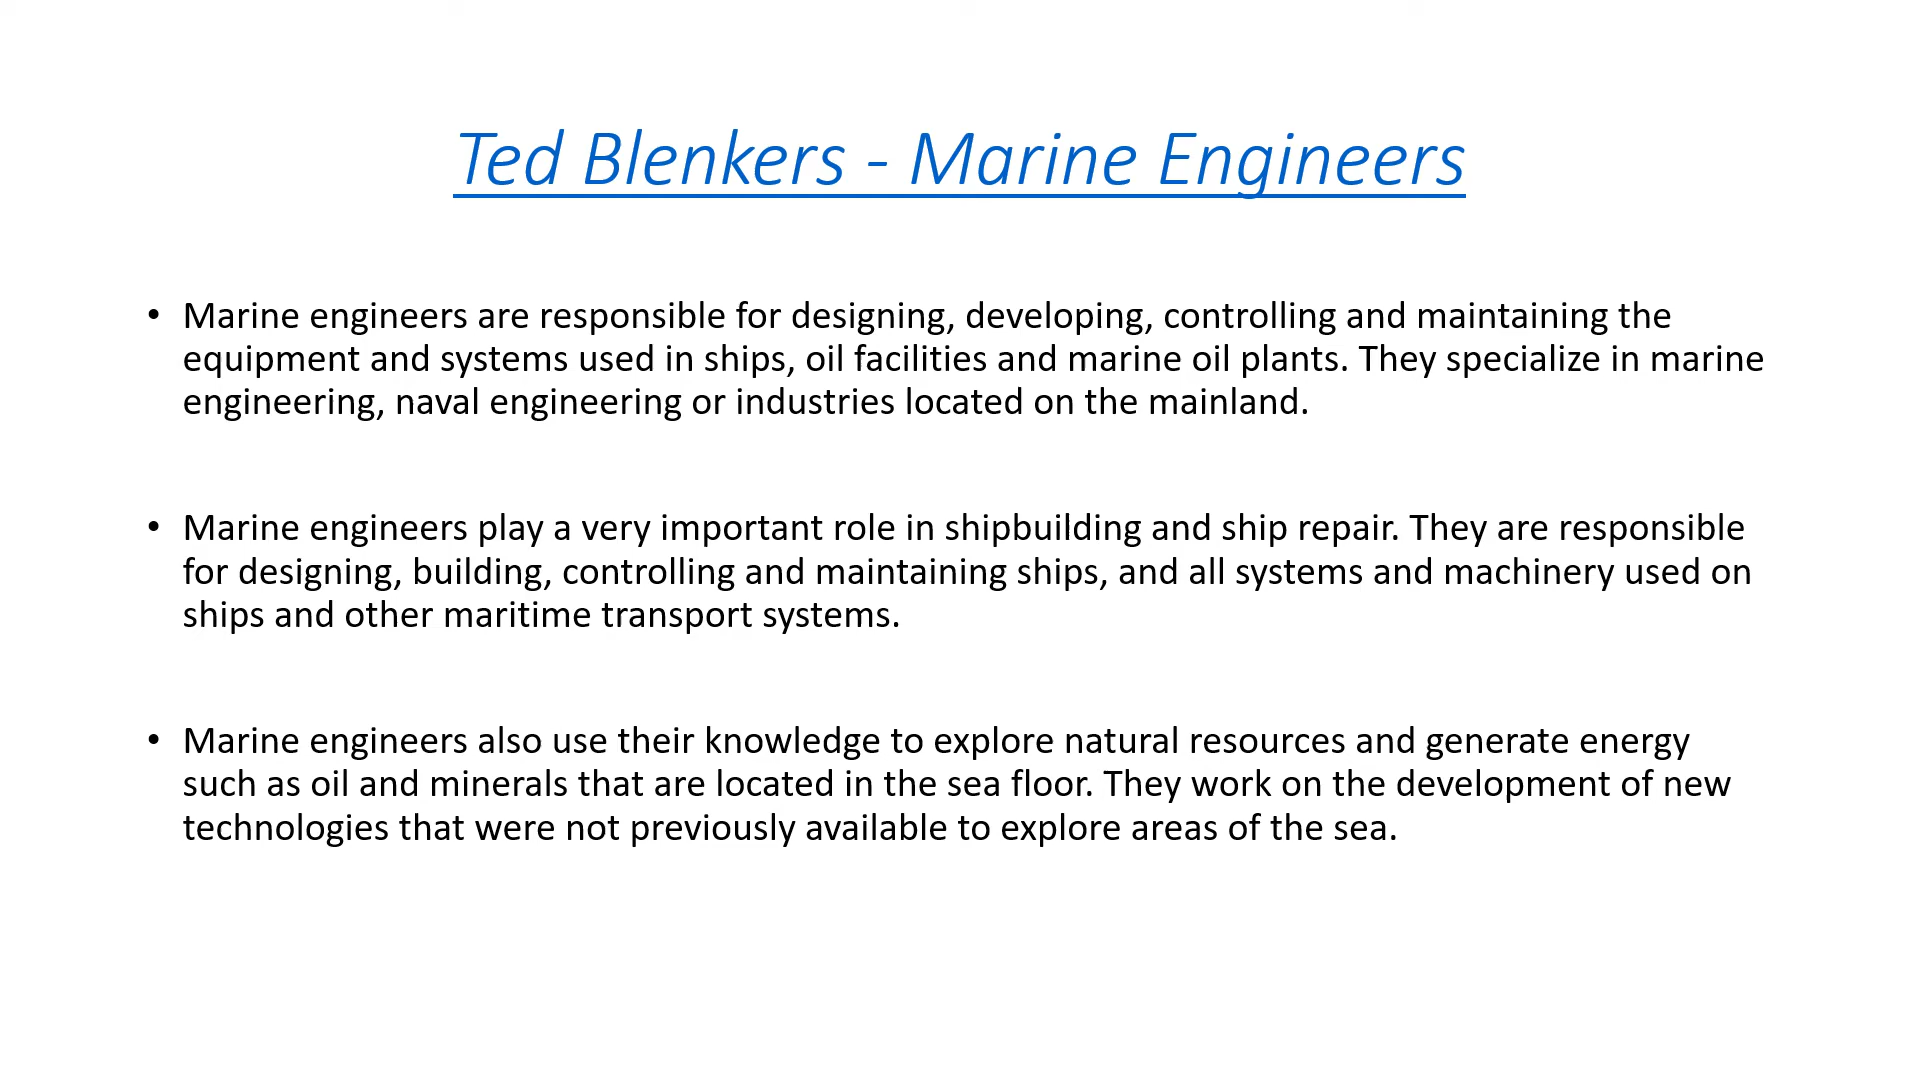 Ted Blenkers - Marine Engineers
• Marine engineers are responsible for designing, developing, controlling and maintaining the
equipment and systems used in ships, oil facilities and marine oil plants. They specialize in marine
engineering, naval engineering or industries located on the mainland.
• Marine engineers play a very important role in shipbuilding and ship repair. They are responsible
for designing, building, controlling and maintaining ships, and all systems and machinery used on
ships and other maritime transport systems.
• Marine engineers also use their knowledge to explore natural resources and generate energy
such as oil and minerals that are located in the sea floor. They work on the development of new
technologies that were not previously available to explore areas of the sea.